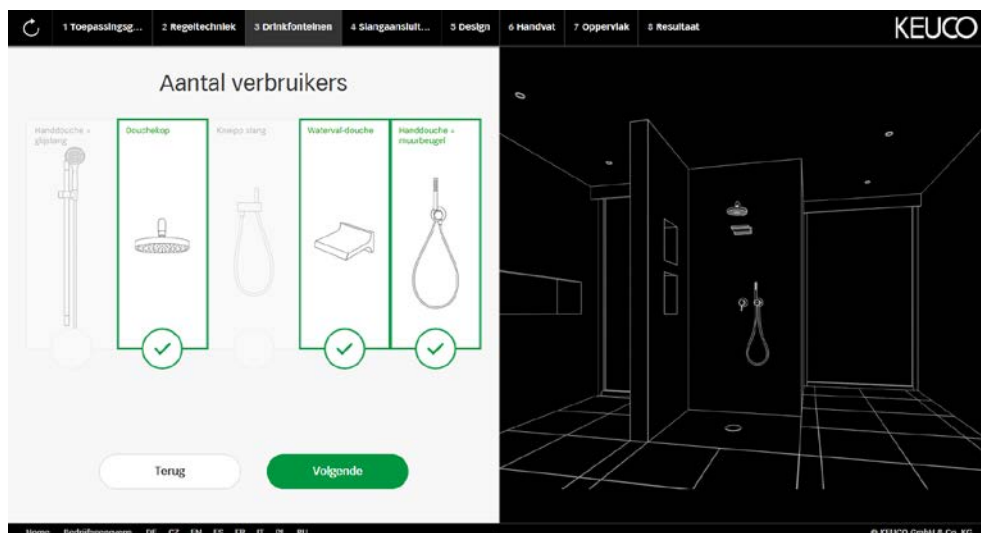 1 Toepassingsg... 2 Regeltechniek 3 Drinkfonteinen 4 Slangaansluit... 5 Design 6 Handvat 7 Oppervlak 8 Resultaat
KEUCO
Aantal verbruikers
Handdouche +
glijstang
Douchekop
Kneipp slang
Waterval-douche
Handdouche +
muurbeugel
Terug
Volgende
Home Bedrijfsgegevens DE CZ EN ES FR IT PL RU
© KEUCO GmbH & Co. KG